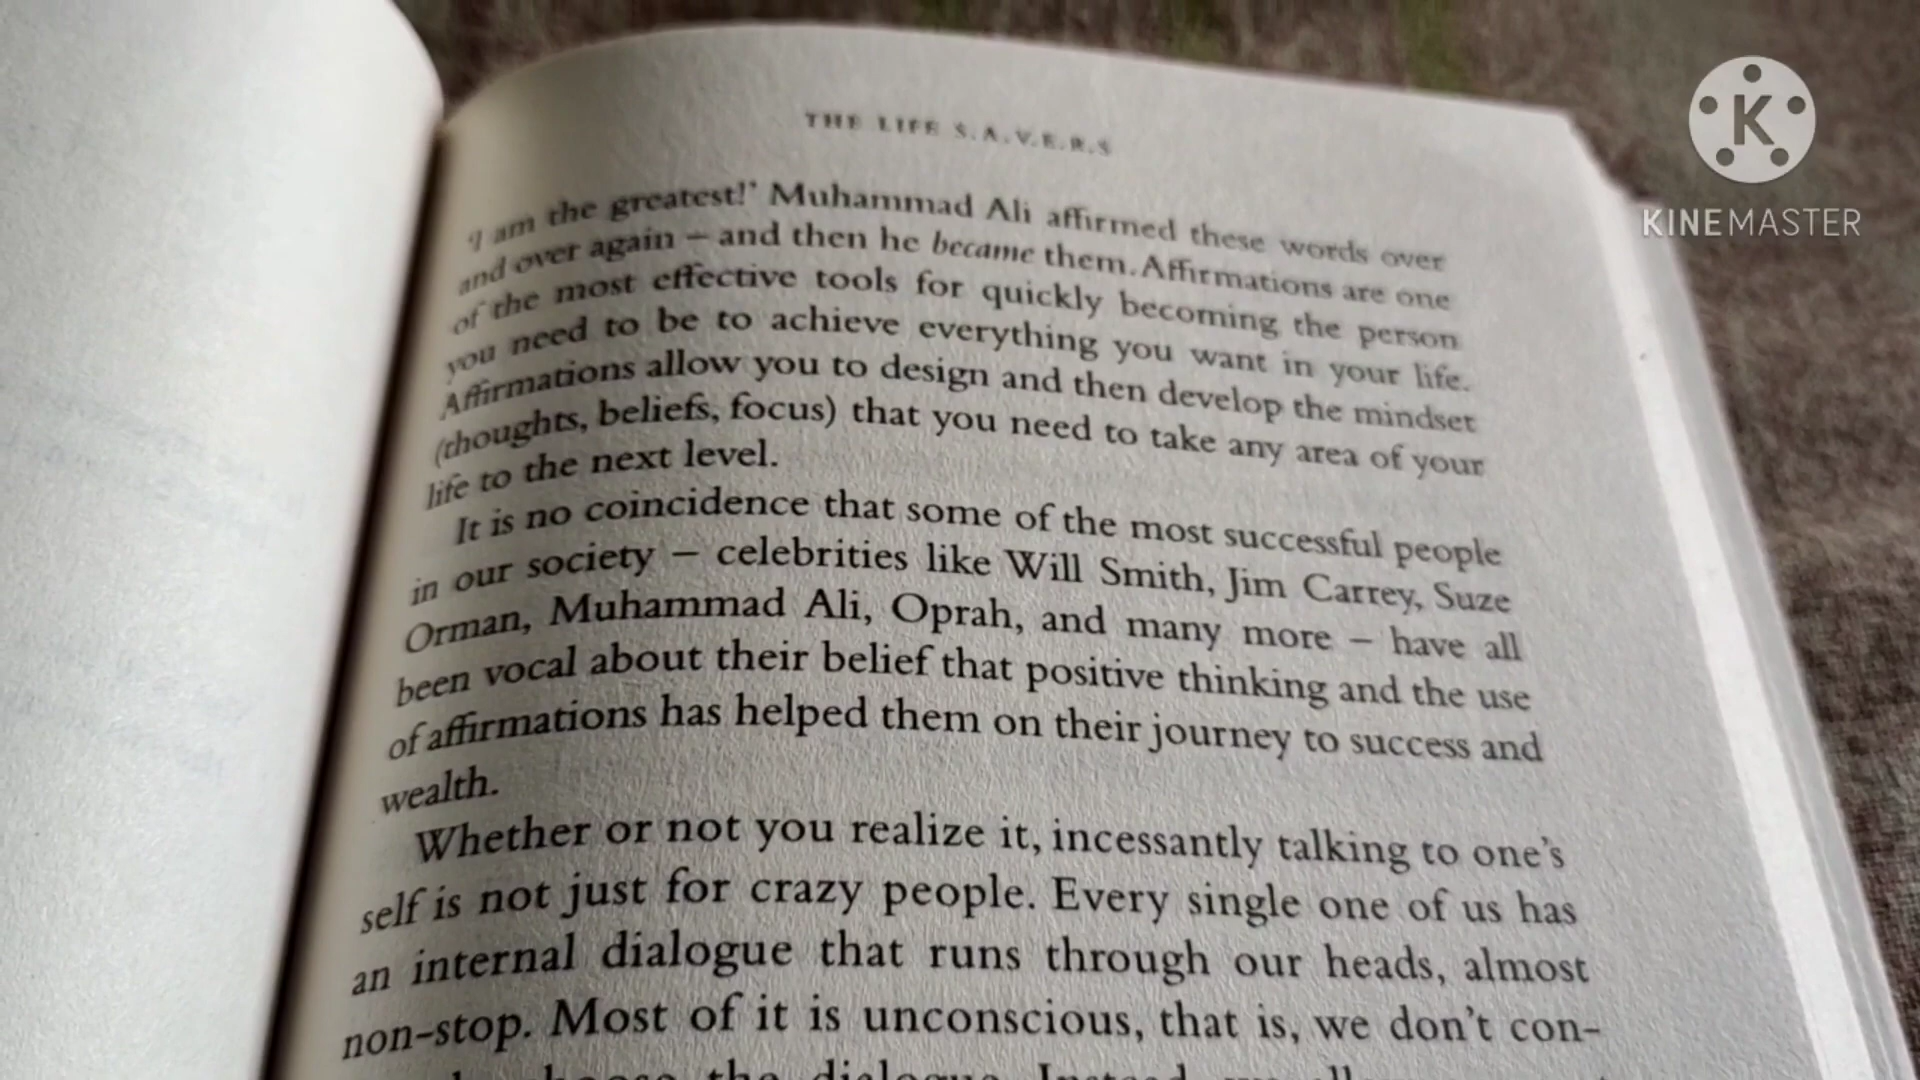 THE LIFE S.A.V.E.R.S
'I am the greatest!' Muhammad Ali affirmed these words over
and over again – and then he became them. Affirmations are one
of the most effective tools for quickly becoming the person
you need to be to achieve everything you want in your life.
Affirmations allow you to design and then develop the mindset
(thoughts, beliefs, focus) that you need to take any area of your
life to the next level.
It is no coincidence that some of the most successful people
in our society – celebrities like Will Smith, Jim Carrey, Suze
Orman, Muhammad Ali, Oprah, and many more – have all
been vocal about their belief that positive thinking and the use
of affirmations has helped them on their journey to success and
wealth.
Whether or not you realize it, incessantly talking to one's
self is not just for crazy people. Every single one of us has
an internal dialogue that runs through our heads, almost
non-stop. Most of it is unconscious, that is, we don't con-
the dialogue. Instead
K
KINEMASTER